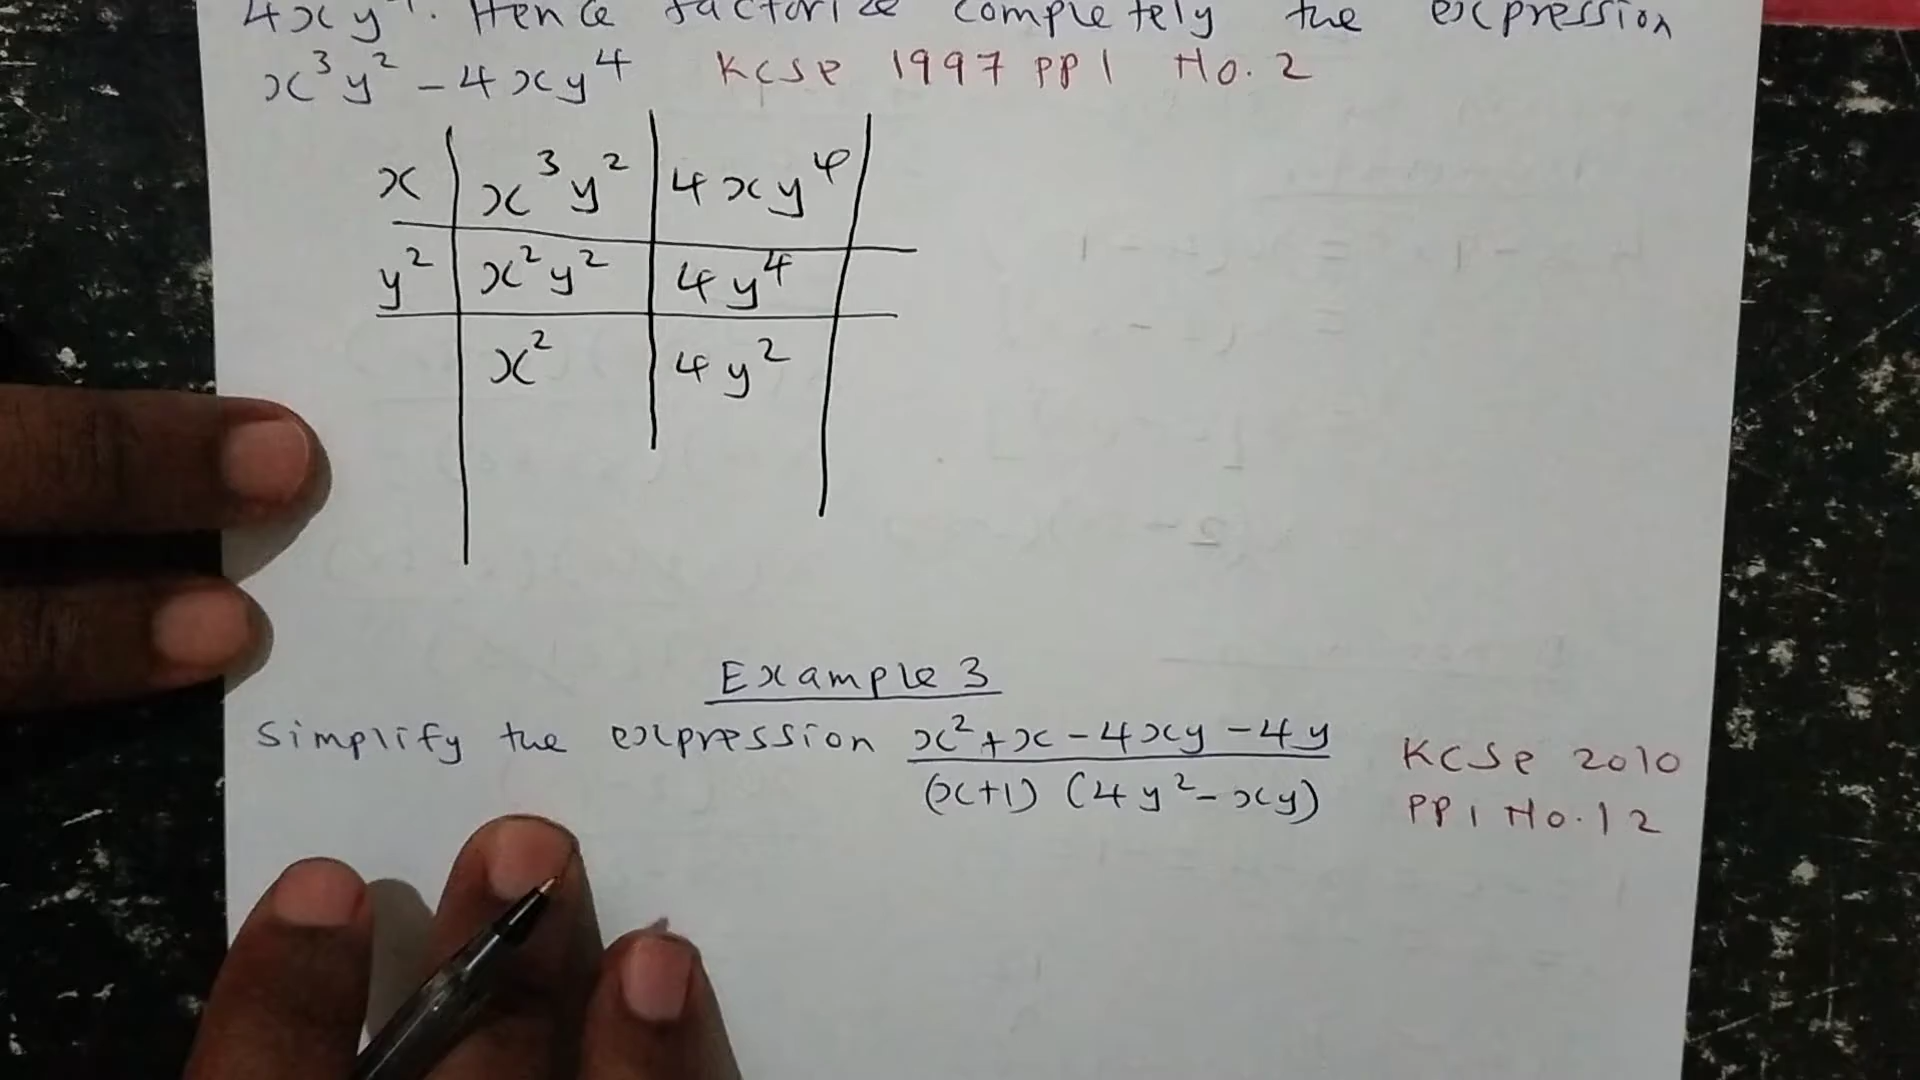 4xy⁴. Hence factorize completely the expression
x³y² - 4xy⁴ KCSE 1997 PP1 No. 2
x | x³y² | 4xy⁴
y² | x²y² | 4y⁴
x² | 4y²
Example 3
Simplify the expression x² + x - 4xy - 4y KCSE 2010
(x+1) (4y² - xy) PP1 No. 12